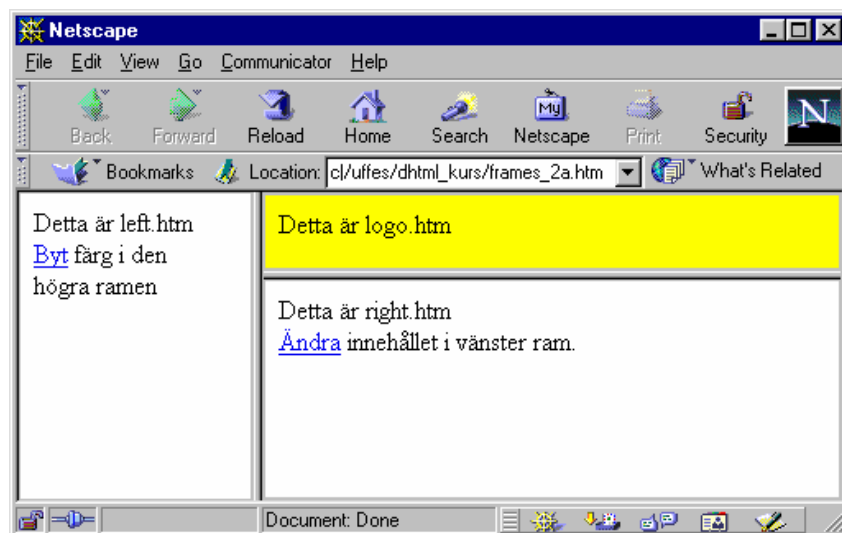 Netscape
File Edit View Go Communicator Help
Back Forward Reload Home Search My Netscape Print Security N
Bookmarks Location: c|/uffes/dhtml_kurs/frames_2a.htm What's Related
Detta är left.htm
Byt färg i den
högra ramen
Detta är logo.htm
Detta är right.htm
Ändra innehållet i vänster ram.
Document: Done